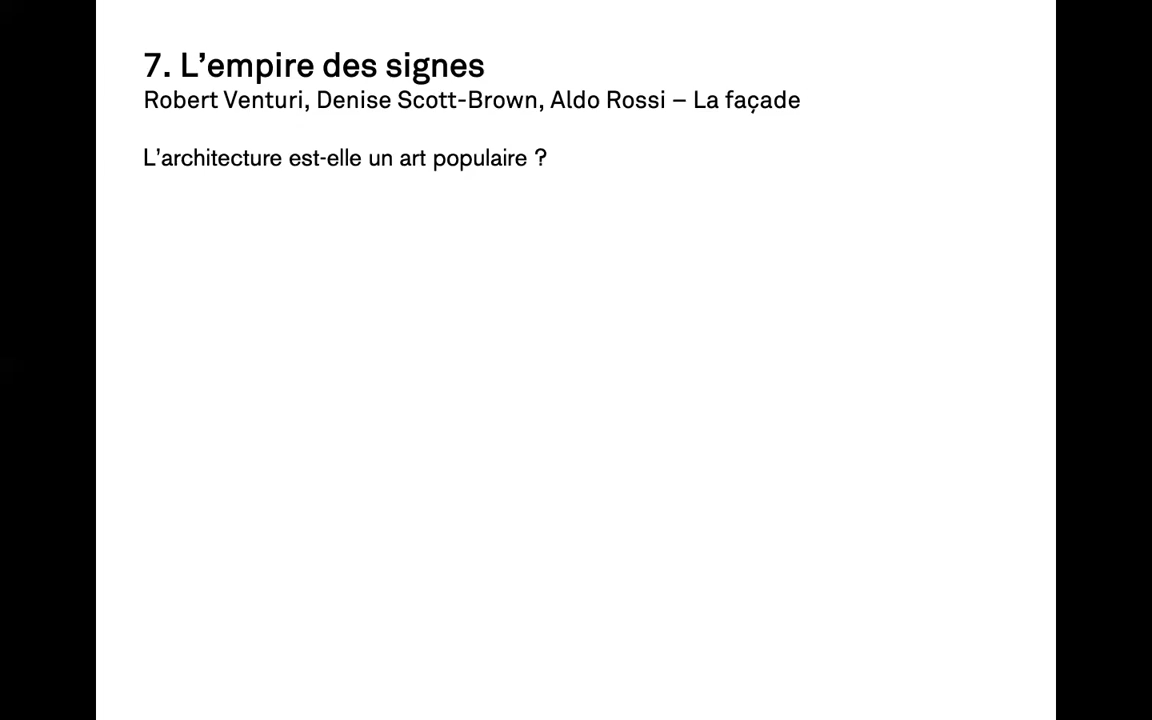 7. L’empire des signes
Robert Venturi, Denise Scott-Brown, Aldo Rossi – La façade
L’architecture est-elle un art populaire ?